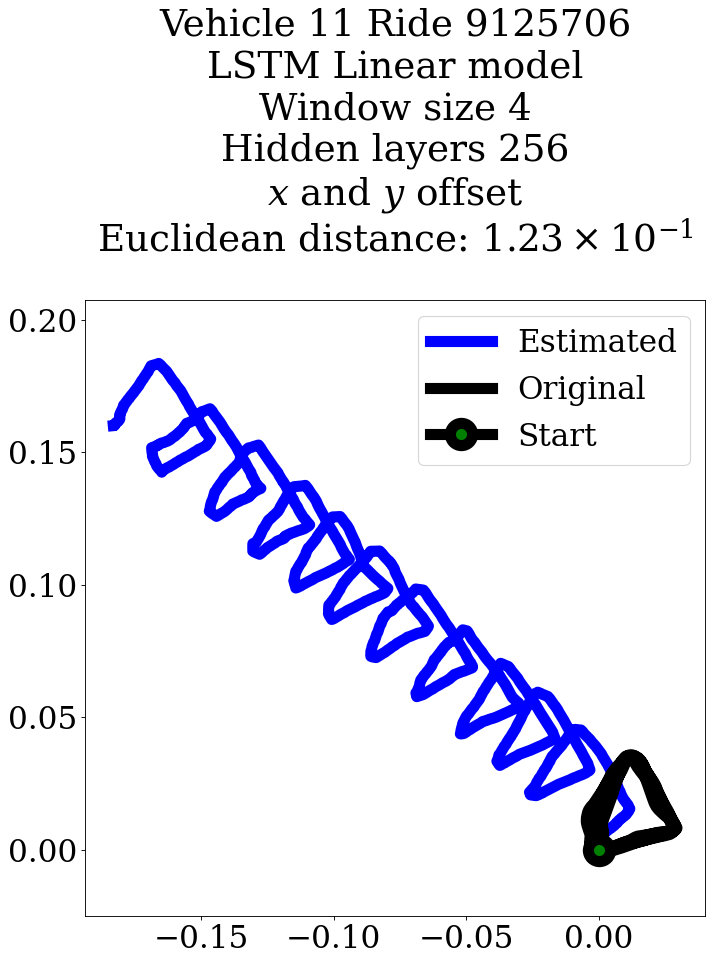 Vehicle 11 Ride 9125706
LSTM Linear model
Window size 4
Hidden layers 256
x and y offset
Euclidean distance: 1.23 × 10⁻¹
Estimated
Original
Start
0.20
0.15
0.10
0.05
0.00
−0.15
−0.10
−0.05
0.00